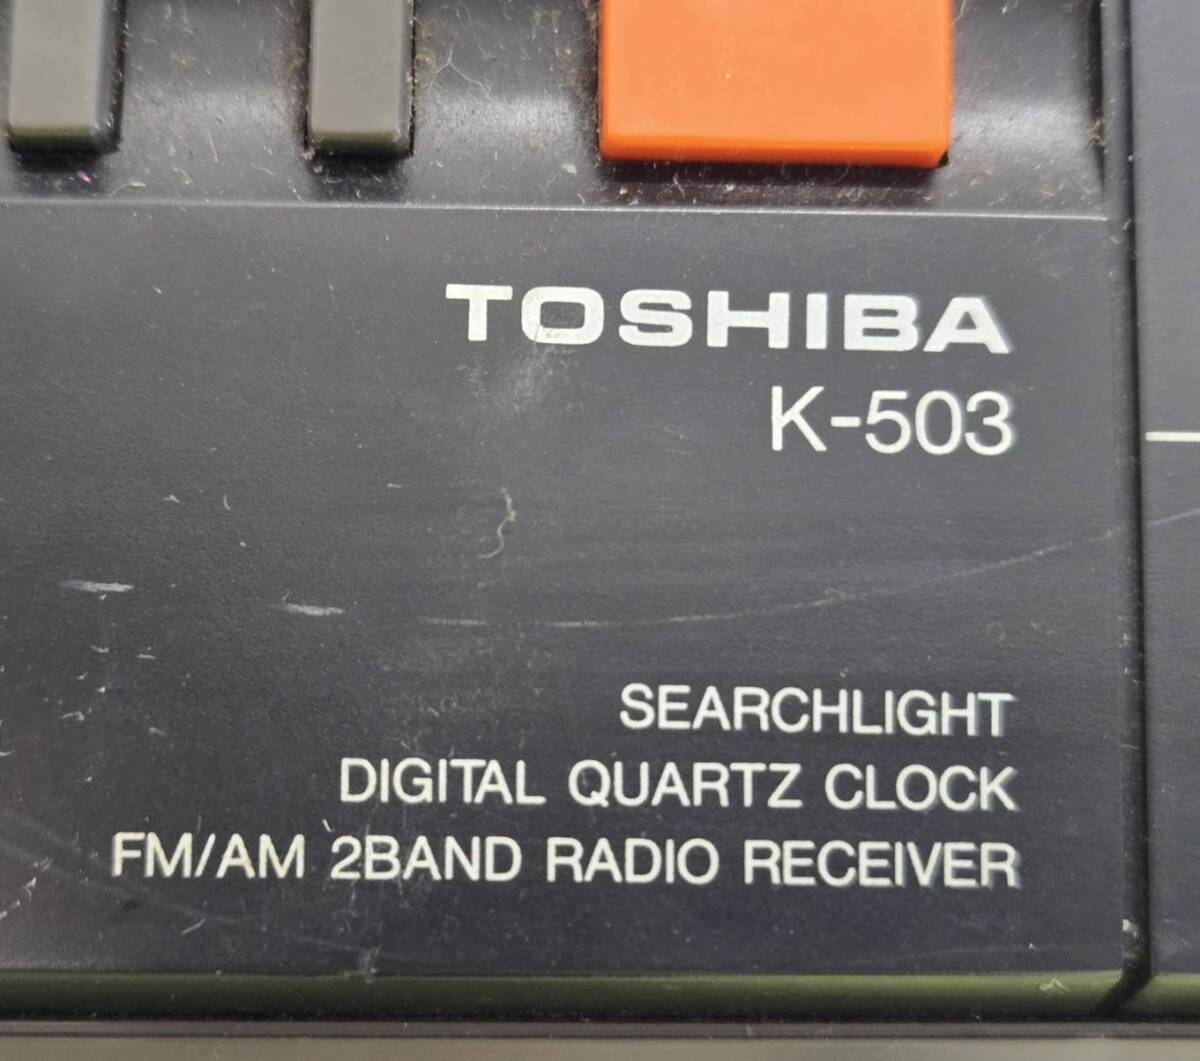 TOSHIBA
K-503
SEARCHLIGHT
DIGITAL QUARTZ CLOCK
FM/AM 2BAND RADIO RECEIVER